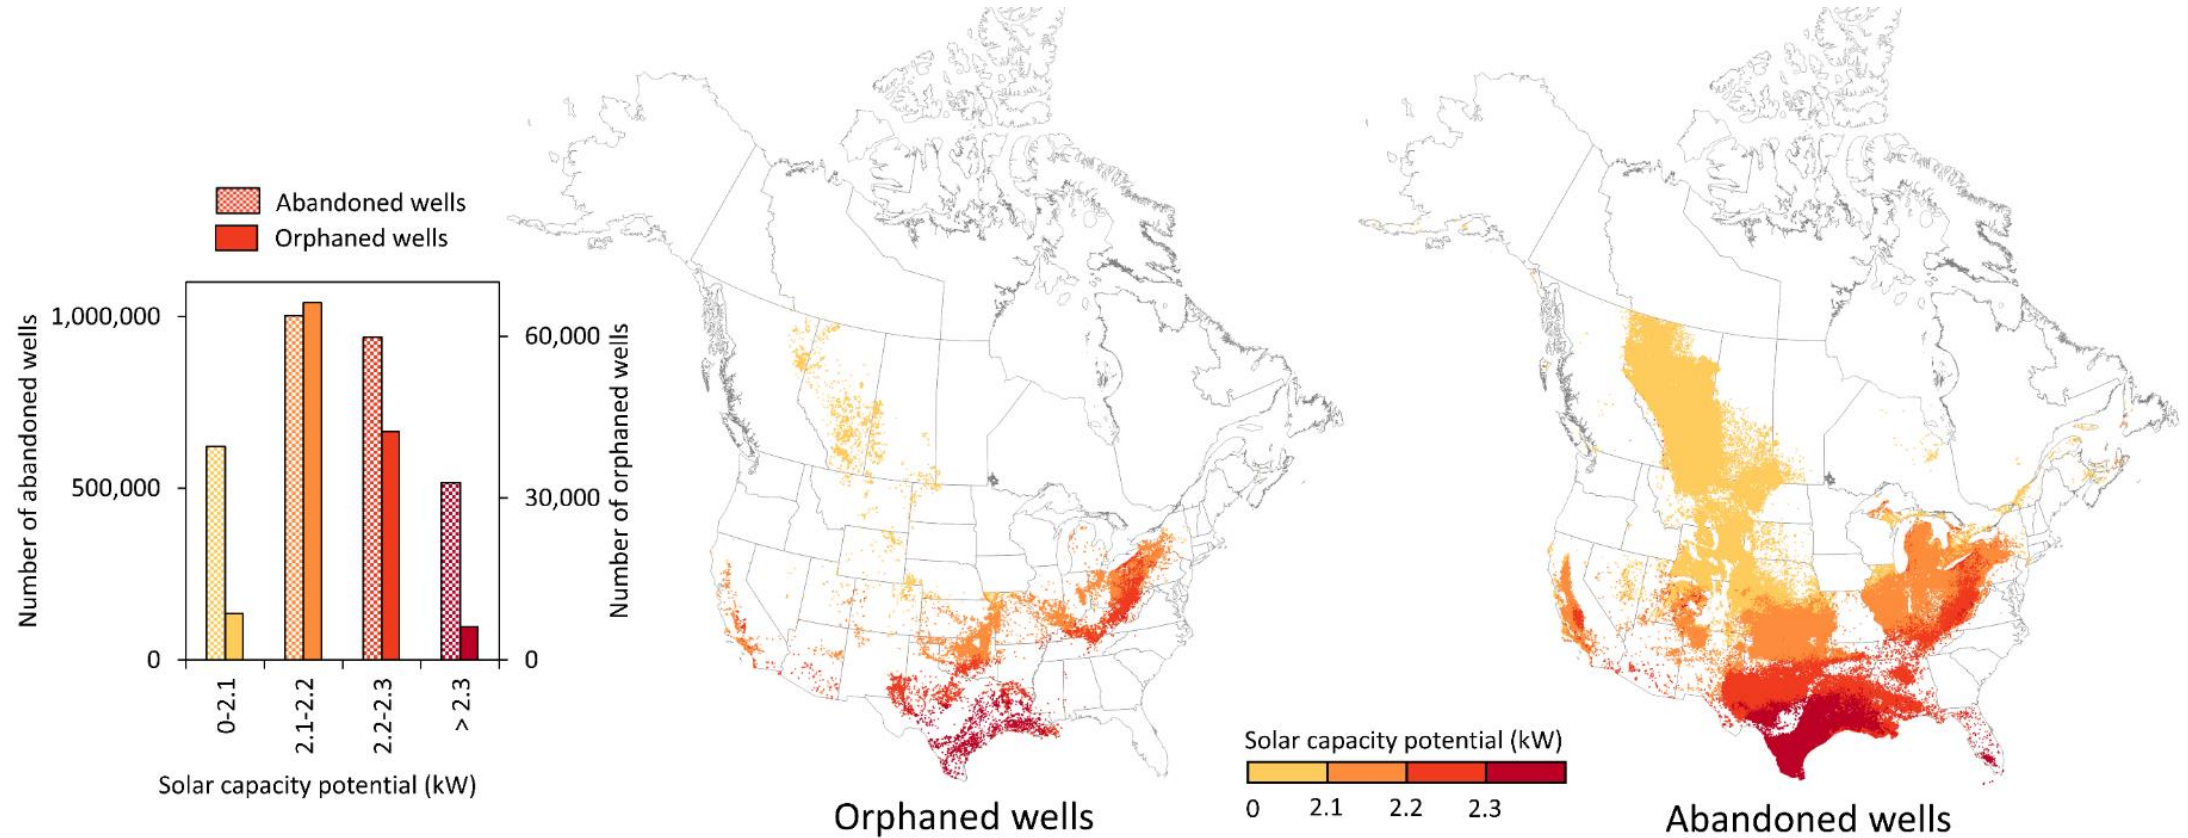 Abandoned wells
Orphaned wells
Number of abandoned wells
1,000,000
500,000
0
60,000
30,000
0
Number of orphaned wells
0-2.1
2.1-2.2
2.2-2.3
> 2.3
Solar capacity potential (kW)
Orphaned wells
Solar capacity potential (kW)
0 2.1 2.2 2.3
Abandoned wells